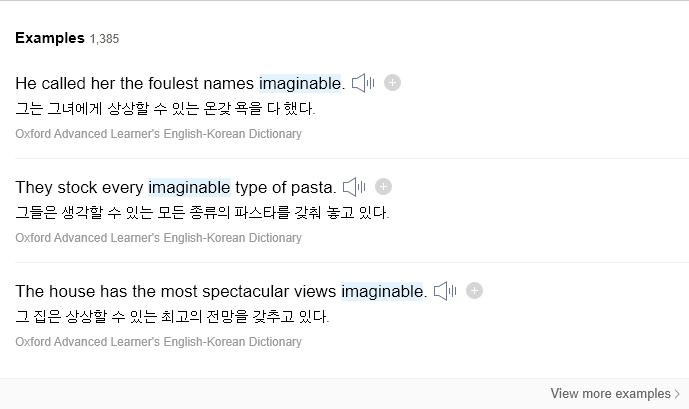 Examples 1,385
He called her the foulest names imaginable.
그는 그녀에게 상상할 수 있는 온갖 욕을 다 했다.
Oxford Advanced Learner's English-Korean Dictionary
They stock every imaginable type of pasta.
그들은 생각할 수 있는 모든 종류의 파스타를 갖춰 놓고 있다.
Oxford Advanced Learner's English-Korean Dictionary
The house has the most spectacular views imaginable.
그 집은 상상할 수 있는 최고의 전망을 갖추고 있다.
Oxford Advanced Learner's English-Korean Dictionary
View more examples